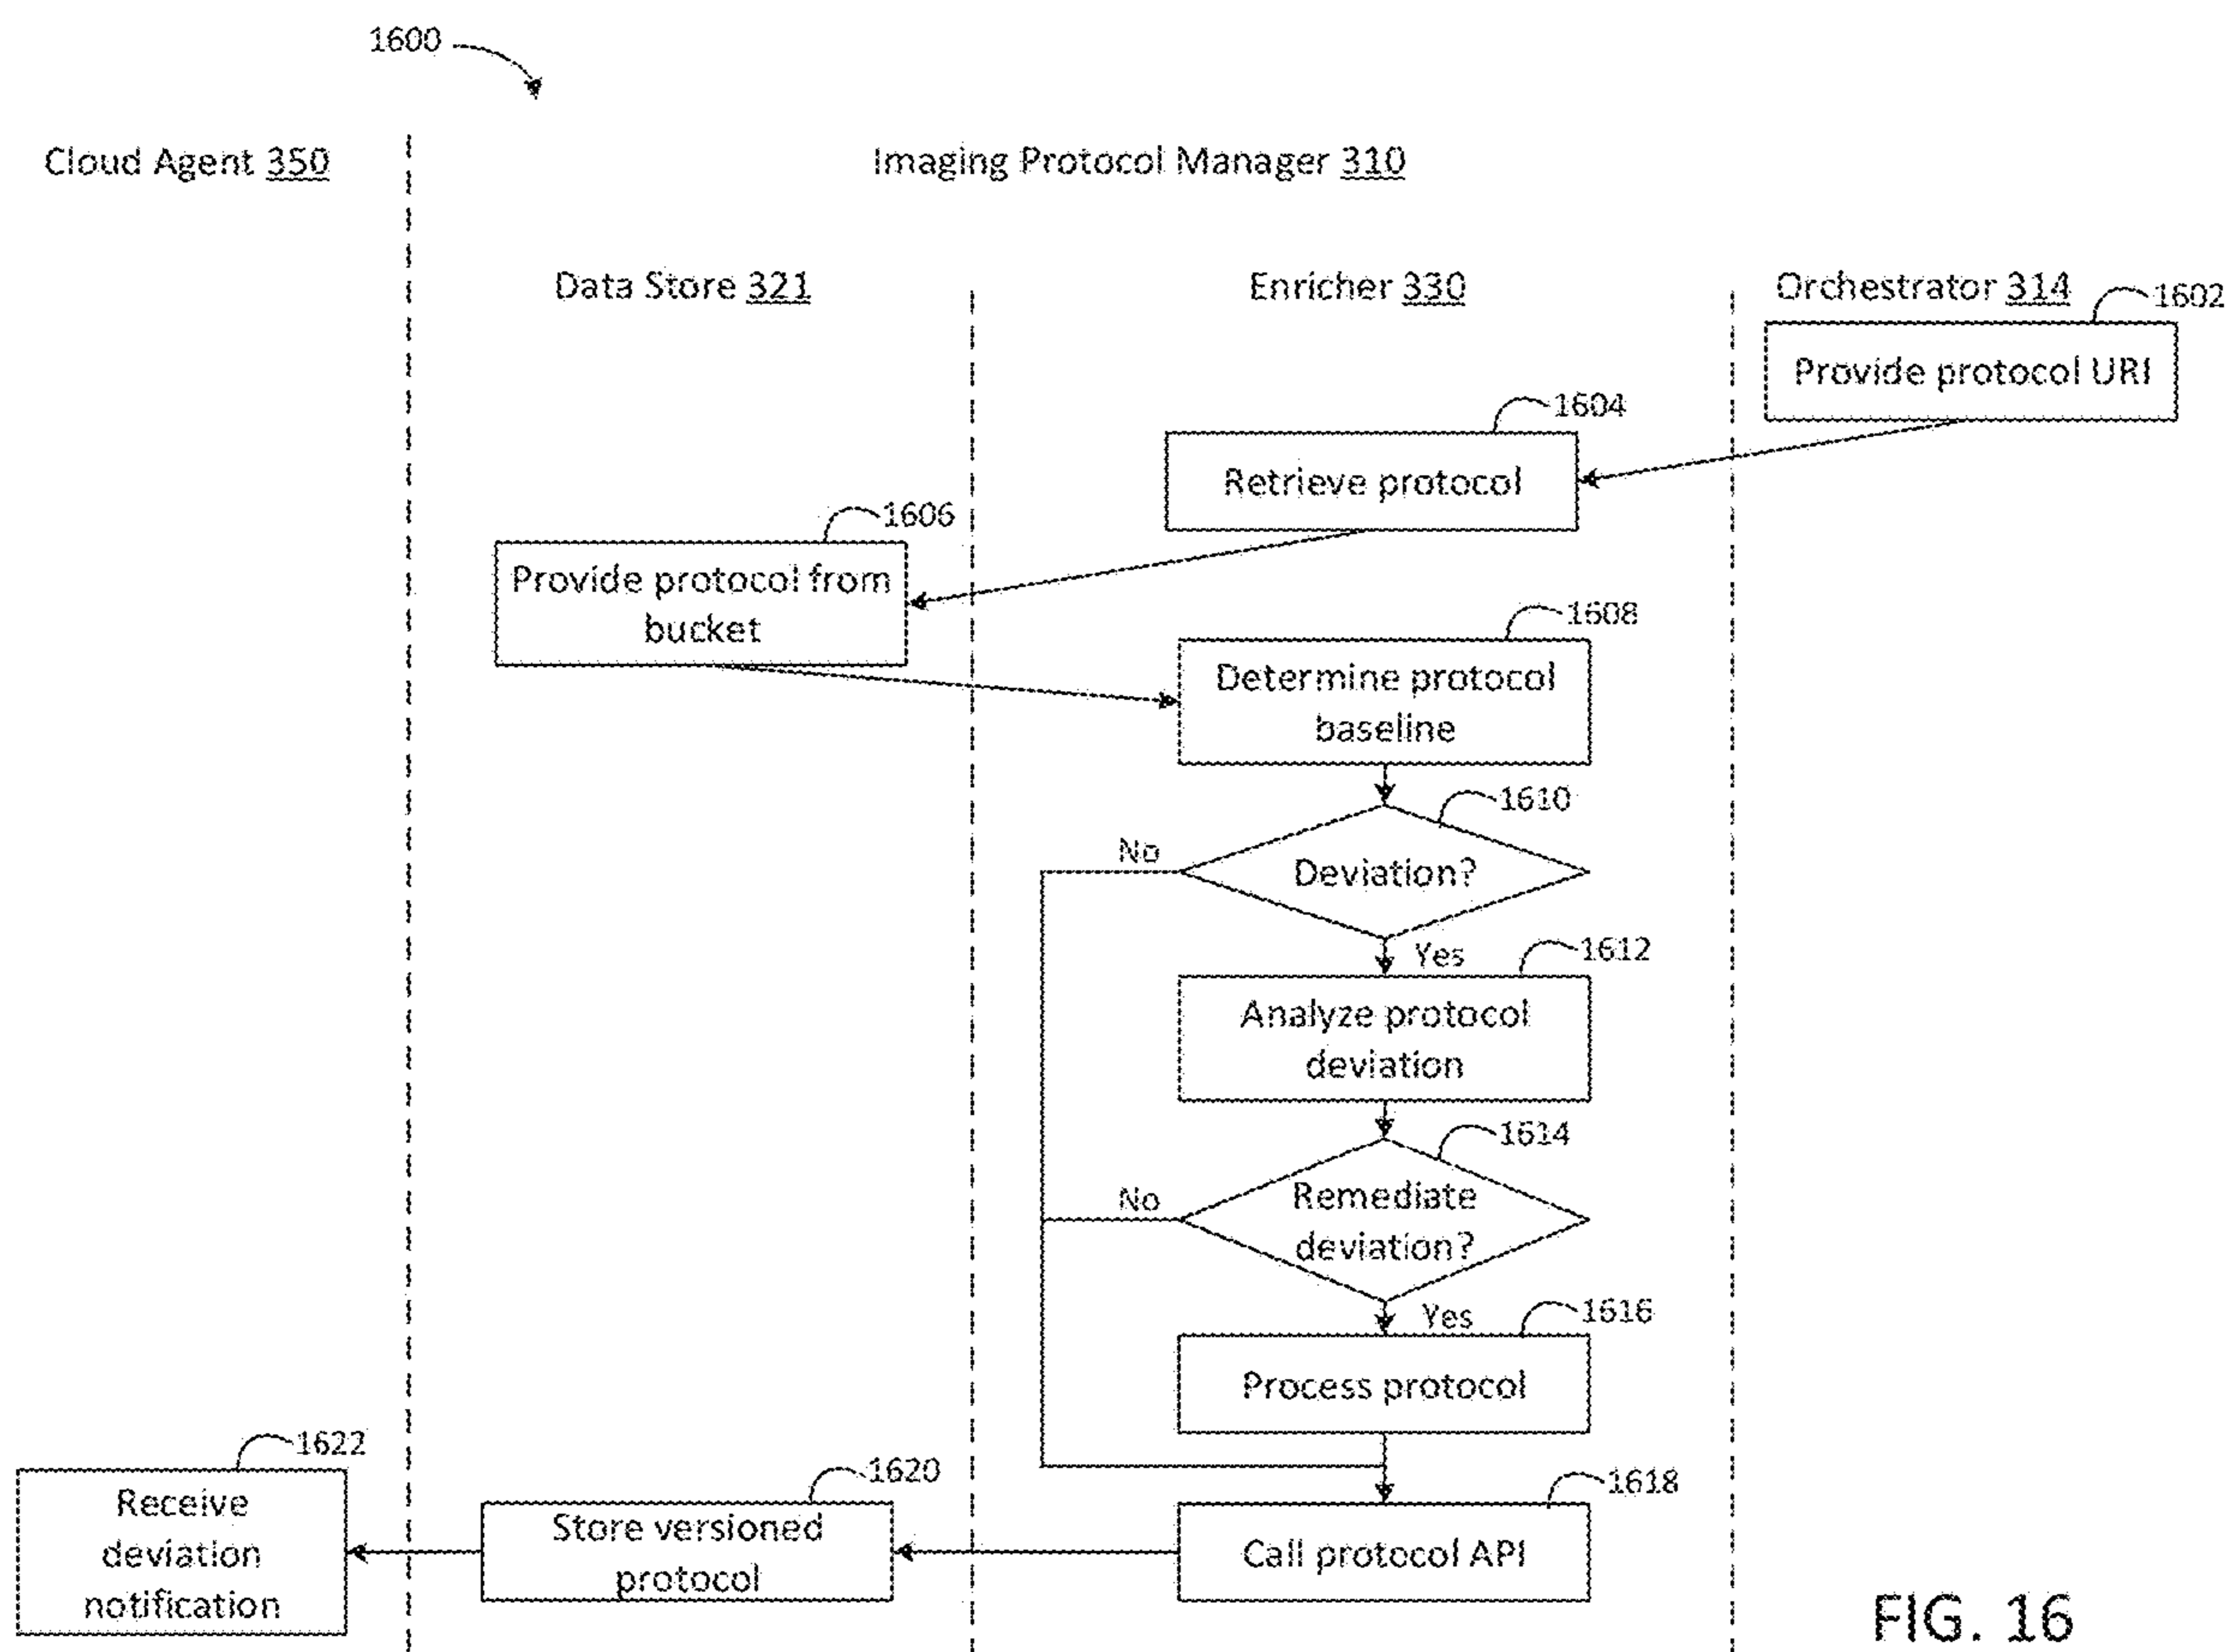 1600
Cloud Agent 350
Imaging Protocol Manager 310
Data Store 321
Enricher 330
Orchestrator 314
1602
Provide protocol URI
1604
Retrieve protocol
1606
Provide protocol from
bucket
1608
Determine protocol
baseline
1610
Deviation?
No
Yes
1612
Analyze protocol
deviation
1614
Remediate
deviation?
No
Yes
1616
Process protocol
1618
Call protocol API
1620
Store versioned
protocol
1622
Receive
deviation
notification
FIG. 16